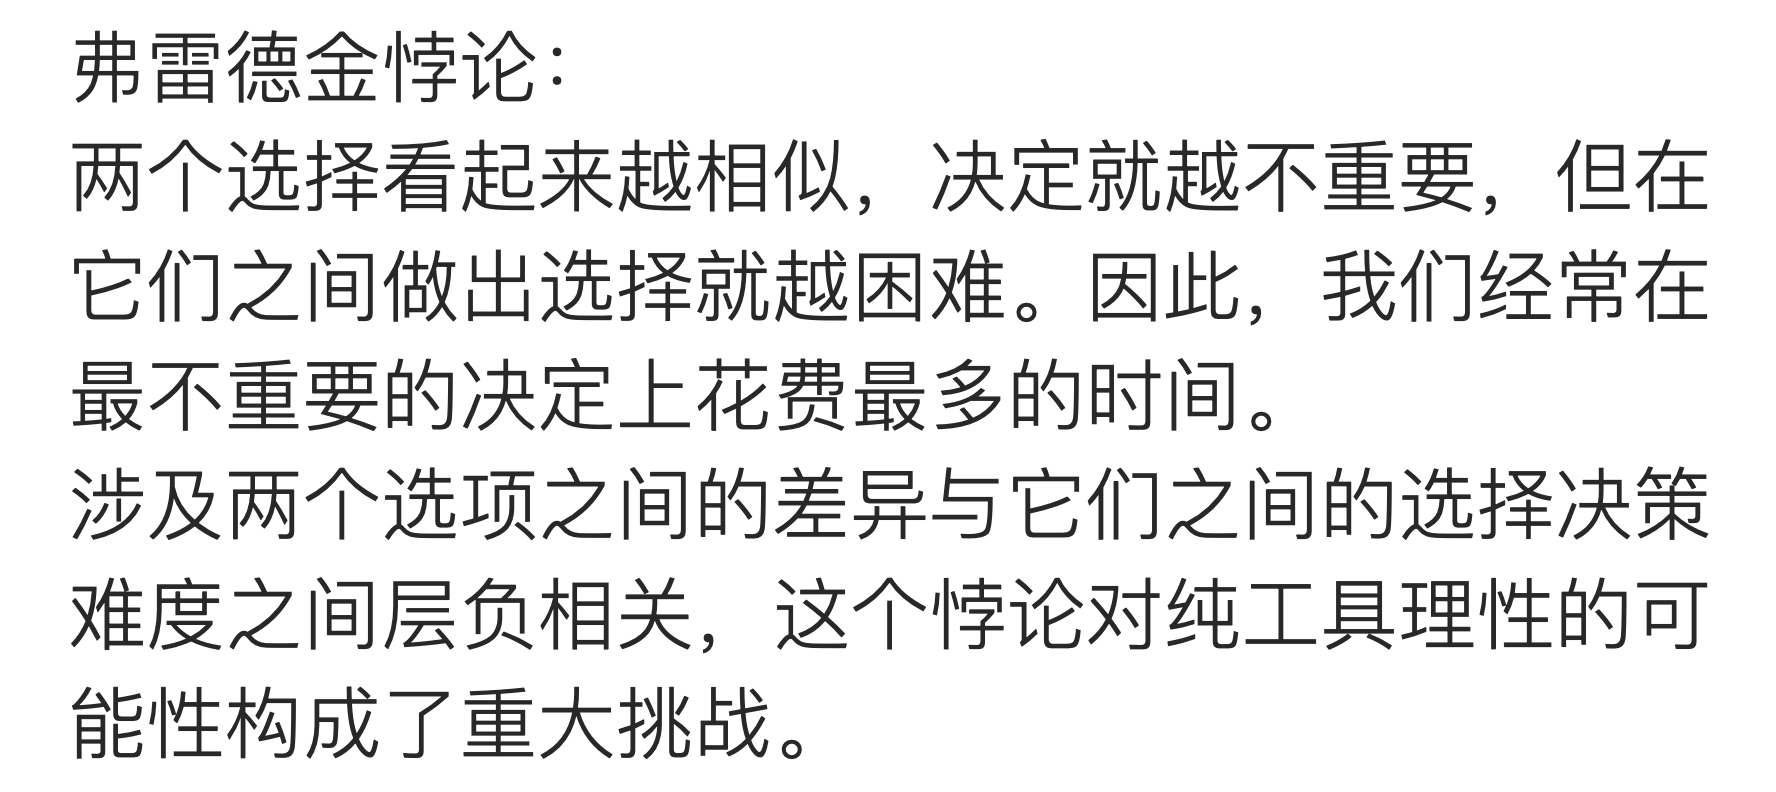 弗雷德金悖论：
两个选择看起来越相似，决定就越不重要，但在
它们之间做出选择就越困难。因此，我们经常在
最不重要的决定上花费最多的时间。
涉及两个选项之间的差异与它们之间的选择决策
难度之间层负相关，这个悖论对纯工具理性的可
能性构成了重大挑战。